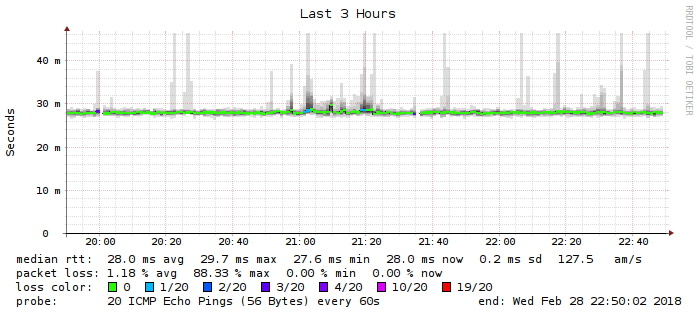 Last 3 Hours
RRDTOOL / TOBI OETIKER
Seconds
40 m
30 m
20 m
10 m
0
20:00 20:20 20:40 21:00 21:20 21:40 22:00 22:20 22:40
median rtt: 28.0 ms avg 29.7 ms max 27.6 ms min 28.0 ms now 0.2 ms sd 127.5 am/s
packet loss: 1.18 % avg 88.33 % max 0.00 % min 0.00 % now
loss color: 0 1/20 2/20 3/20 4/20 10/20 19/20
probe: 20 ICMP Echo Pings (56 Bytes) every 60s end: Wed Feb 28 22:50:02 2018